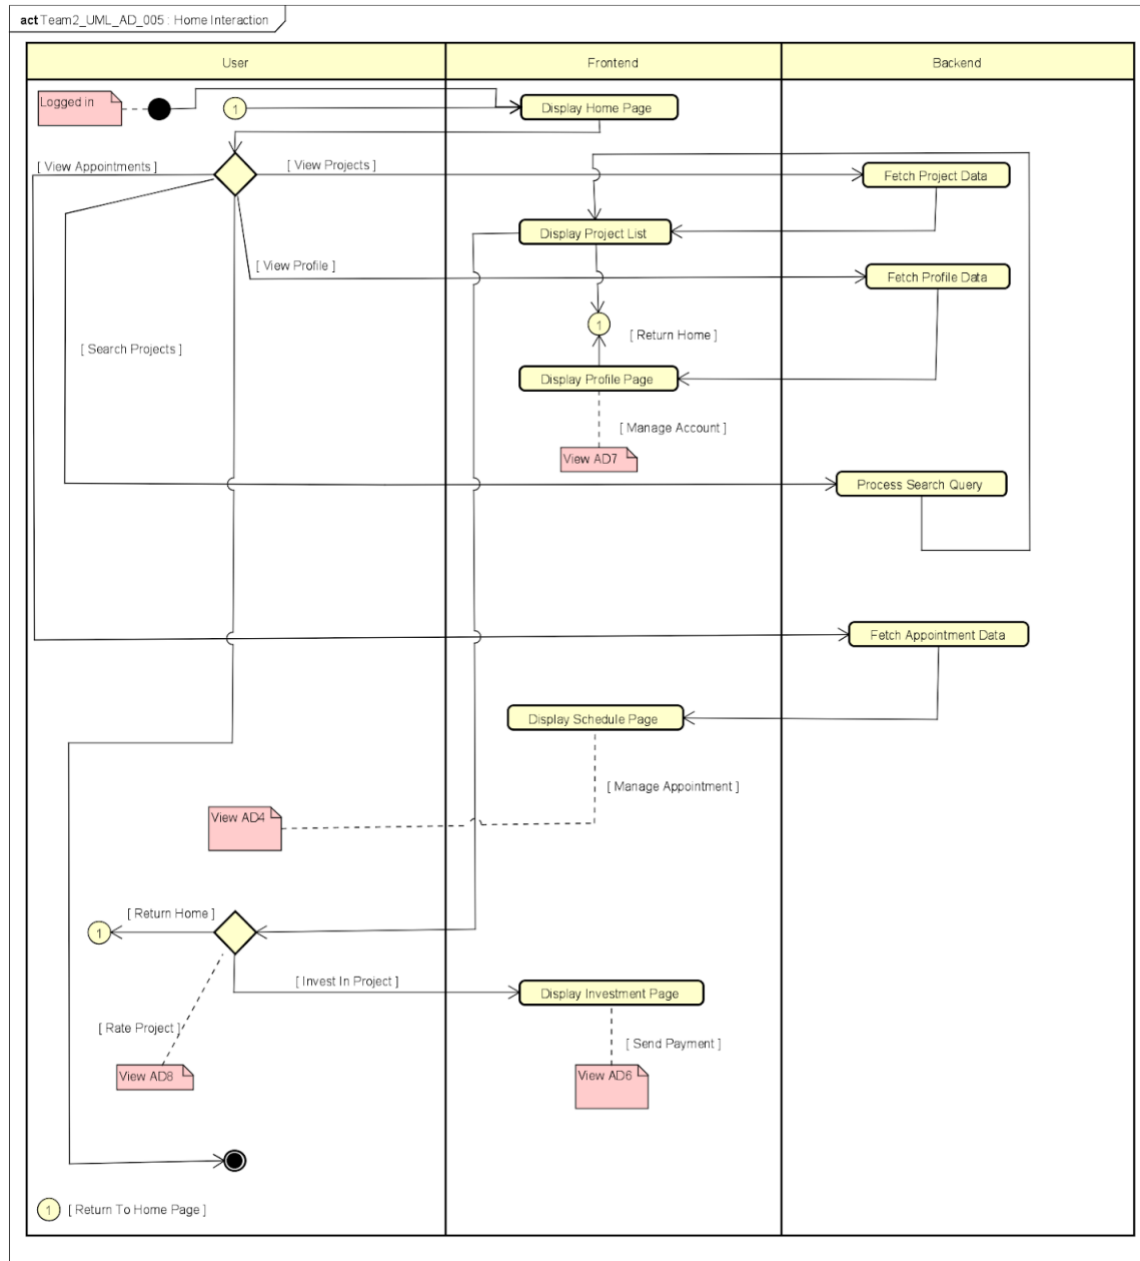 act Team2_UML_AD_005 : Home Interaction
User
Frontend
Backend
Logged in
1
Display Home Page
[ View Appointments ]
[ View Projects ]
Fetch Project Data
Display Project List
[ View Profile ]
Fetch Profile Data
1
[ Return Home ]
[ Search Projects ]
Display Profile Page
[ Manage Account ]
View AD7
Process Search Query
Fetch Appointment Data
Display Schedule Page
[ Manage Appointment ]
View AD4
[ Return Home ]
1
[ Invest In Project ]
Display Investment Page
[ Rate Project ]
[ Send Payment ]
View AD8
View AD6
1 [ Return To Home Page ]